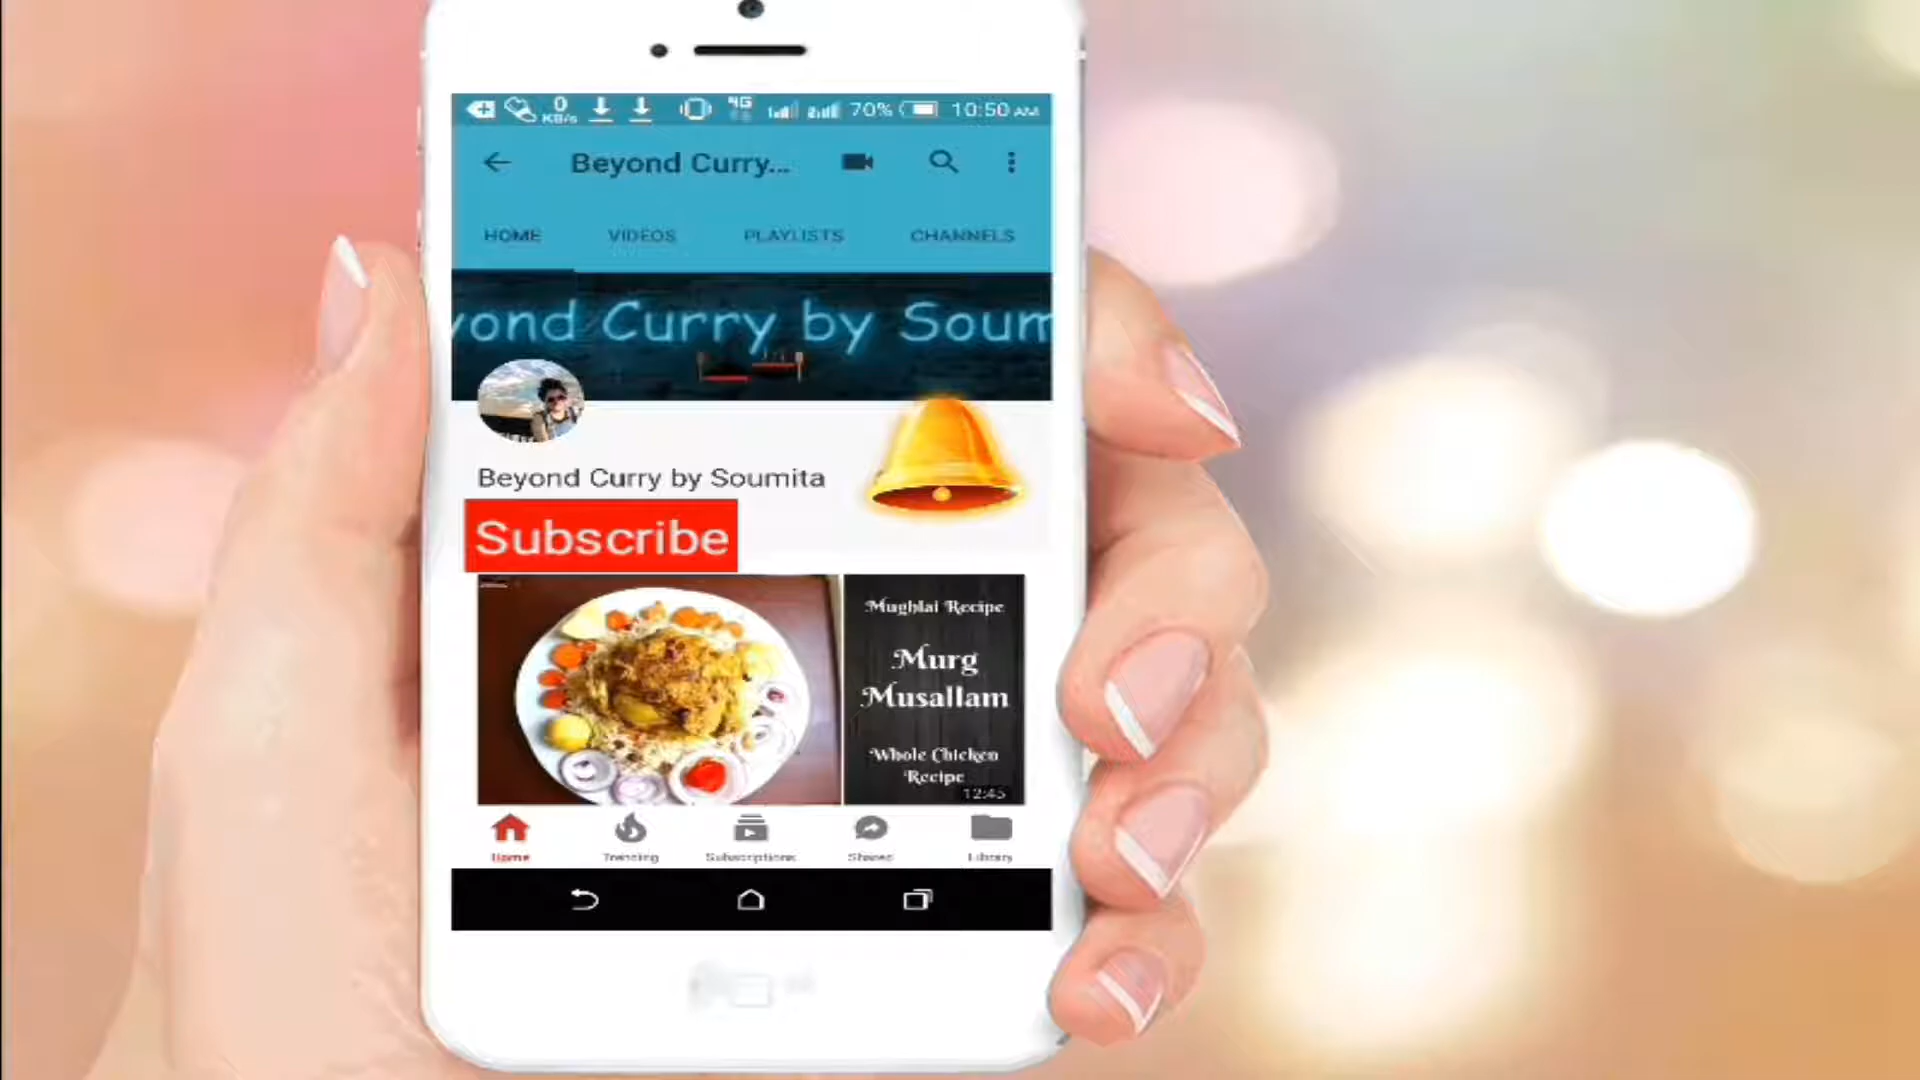 0 KB/s 4G 70% 10:50 AM
Beyond Curry...
HOME VIDEOS PLAYLISTS CHANNELS
yond Curry by Soum
Beyond Curry by Soumita
Subscribe
Mughlai Recipe
Murg
Musallam
Whole Chicken
Recipe
12:45
Home Trending Subscriptions Shared Library